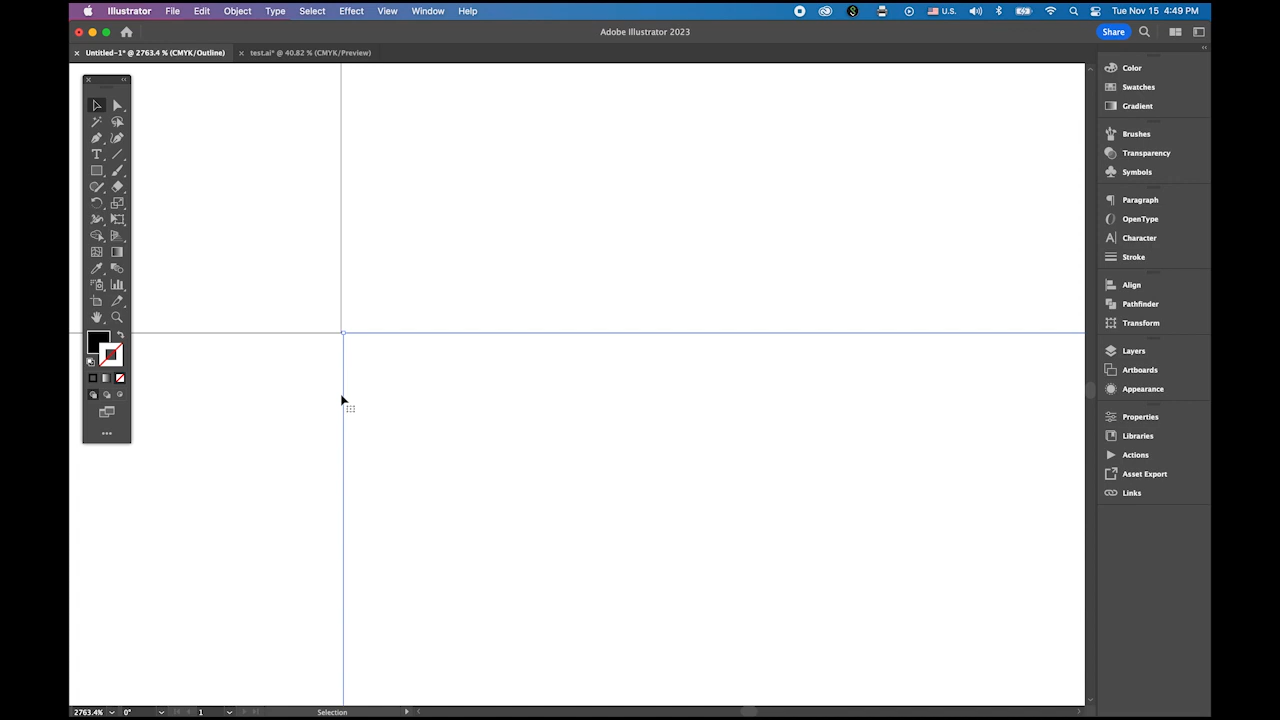 Illustrator File Edit Object Type Select Effect View Window Help U.S. Tue Nov 15 4:49 PM
Adobe Illustrator 2023 Share
× Untitled-1* @ 2763.4 % (CMYK/Outline) × test.ai* @ 40.82 % (CMYK/Preview)
Color
Swatches
Gradient
Brushes
Transparency
Symbols
Paragraph
OpenType
Character
Stroke
Align
Pathfinder
Transform
Layers
Artboards
Appearance
Properties
Libraries
Actions
Asset Export
Links
2763.4% 0° 1 Selection